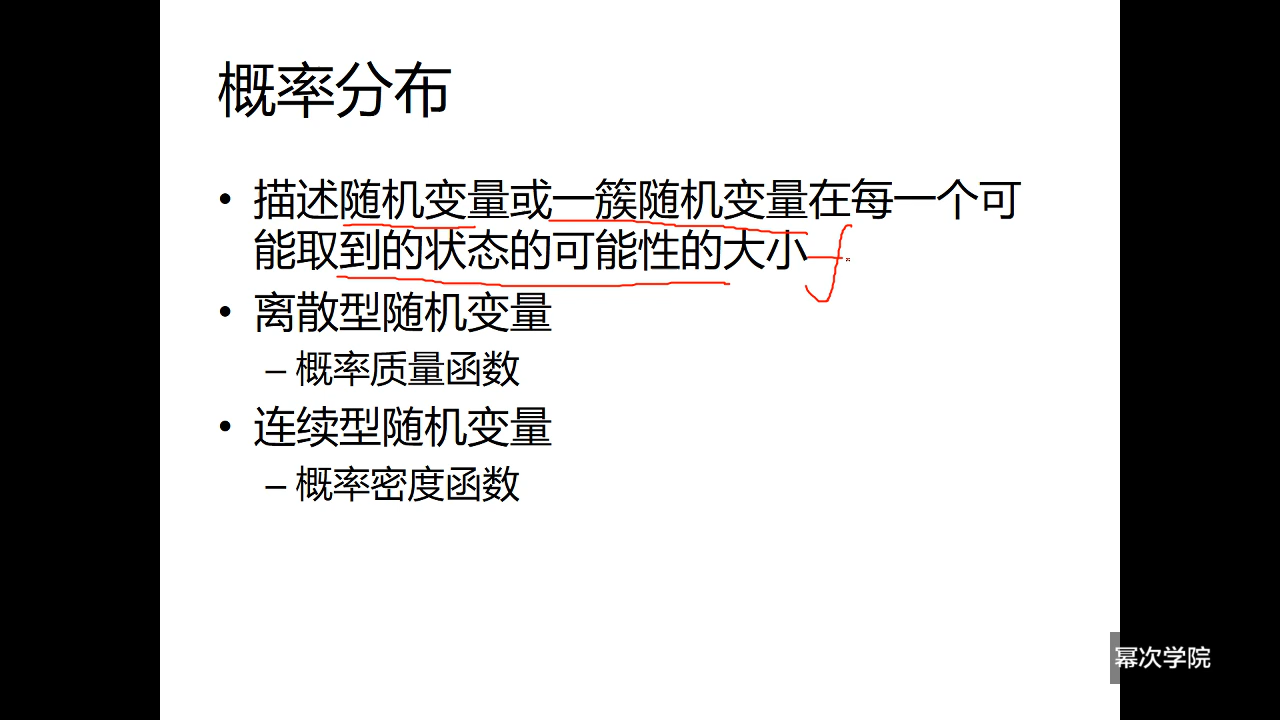 概率分布
• 描述随机变量或一簇随机变量在每一个可
能取到的状态的可能性的大小 f
• 离散型随机变量
– 概率质量函数
• 连续型随机变量
– 概率密度函数
幂次学院